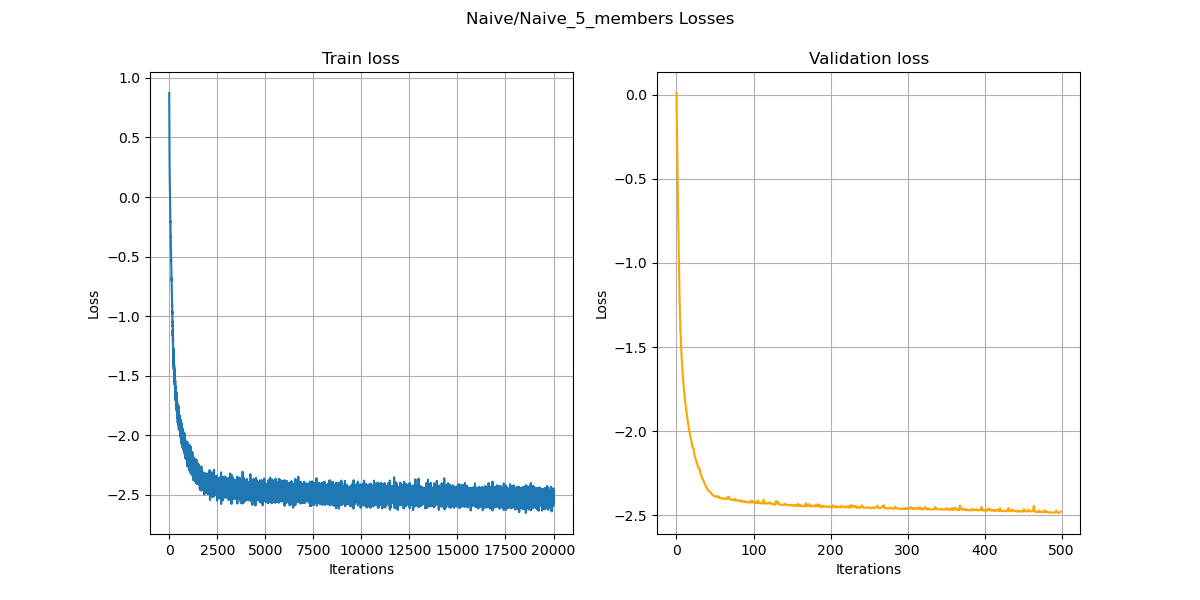 Naive/Naive_5_members Losses
Train loss
Loss
1.0
0.5
0.0
−0.5
−1.0
−1.5
−2.0
−2.5
0 2500 5000 7500 10000 12500 15000 17500 20000
Iterations
Validation loss
Loss
0.0
−0.5
−1.0
−1.5
−2.0
−2.5
0 100 200 300 400 500
Iterations